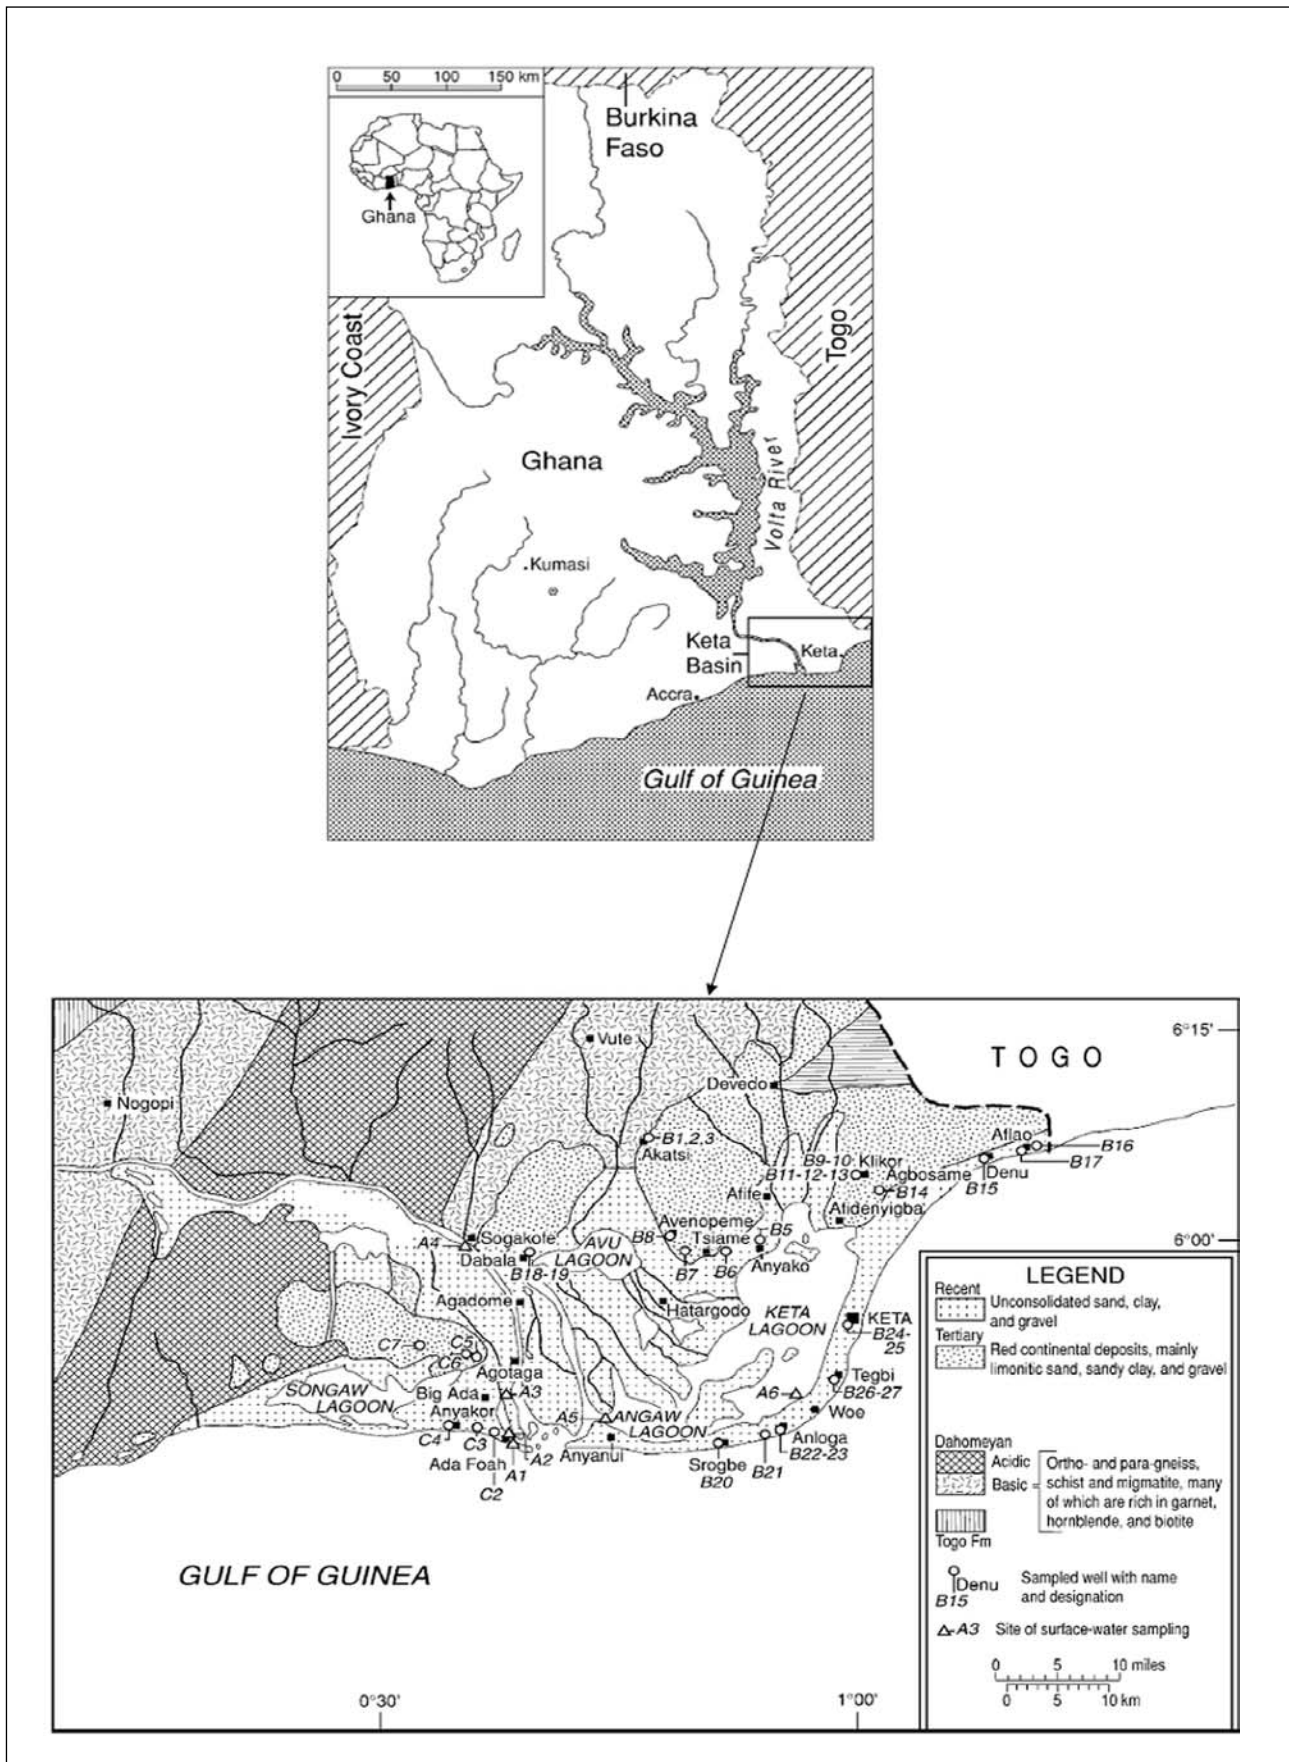 0 50 100 150 km
Ghana
Burkina
Faso
Ivory Coast
Togo
Ghana
Volta River
Kumasi
Keta
Basin
Keta
Accra
Gulf of Guinea
6°15'
TOGO
Vute
Devedo
Nogopi
B1,2,3
Akatsi
Aflao
B16
B17
B9-10 Klikor
B11-12-13
Agbosame
B14
Denu
B15
Afife
Afidenyigba
Avenopeme
B5
B8
Tsiame
6°00'
A4
Sogakofe
AVU
LAGOON
Dabala
B18-19
B7
B6
Anyako
Agadome
Hatargodo
KETA
LAGOON
KETA
B24-
25
C7
C5
C6
Agotaga
Tegbi
B26-27
SONGAW
LAGOON
Big Ada
A3
A6
Woe
Anyakor
A5
ANGAW
LAGOON
Anloga
B22-23
C4
C3
Ada Foah
A2
A1
C2
Anyanui
Srogbe
B20
B21
GULF OF GUINEA
0°30'
1°00'
LEGEND
Recent
Unconsolidated sand, clay,
and gravel
Tertiary
Red continental deposits, mainly
limonitic sand, sandy clay, and gravel
Dahomeyan
Acidic
Basic
Ortho- and para-gneiss,
schist and migmatite, many
of which are rich in garnet,
hornblende, and biotite
Togo Fm
Denu
B15
Sampled well with name
and designation
A3 Site of surface-water sampling
0 5 10 miles
0 5 10 km